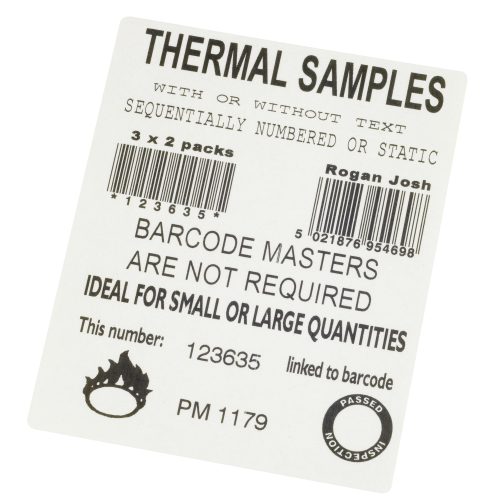 THERMAL SAMPLES
WITH OR WITHOUT TEXT
SEQUENTIALLY NUMBERED OR STATIC
3 x 2 packs
Rogan Josh
*123635*
5 021876 954698
BARCODE MASTERS
ARE NOT REQUIRED
IDEAL FOR SMALL OR LARGE QUANTITIES
This number: 123635 linked to barcode
PM 1179
PASSED
INSPECTION